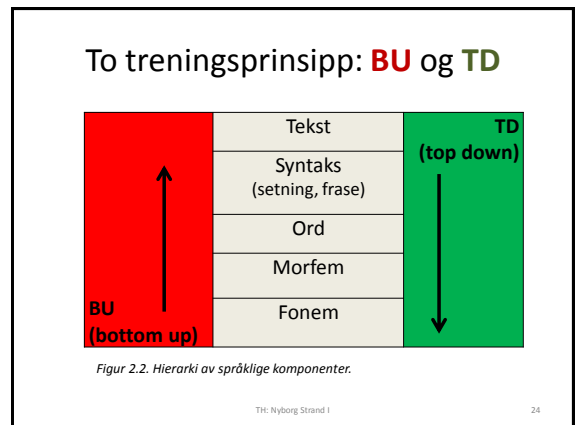 To treningsprinsipp: BU og TD
Tekst
TD
(top down)
Syntaks
(setning, frase)
Ord
Morfem
BU
(bottom up)
Fonem
Figur 2.2. Hierarki av språklige komponenter.
TH: Nyborg Strand I
24